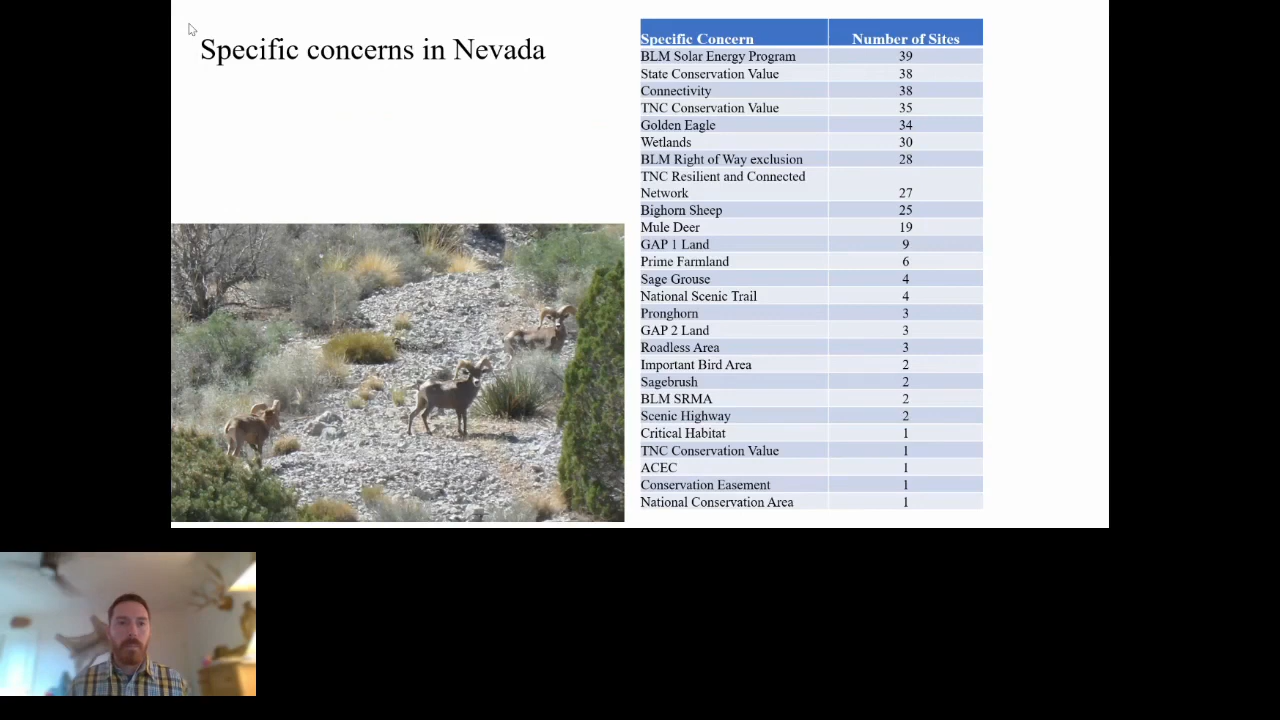 Specific concerns in Nevada
Specific Concern Number of Sites
BLM Solar Energy Program 39
State Conservation Value 38
Connectivity 38
TNC Conservation Value 35
Golden Eagle 34
Wetlands 30
BLM Right of Way exclusion 28
TNC Resilient and Connected
Network 27
Bighorn Sheep 25
Mule Deer 19
GAP 1 Land 9
Prime Farmland 6
Sage Grouse 4
National Scenic Trail 4
Pronghorn 3
GAP 2 Land 3
Roadless Area 3
Important Bird Area 2
Sagebrush 2
BLM SRMA 2
Scenic Highway 2
Critical Habitat 1
TNC Conservation Value 1
ACEC 1
Conservation Easement 1
National Conservation Area 1